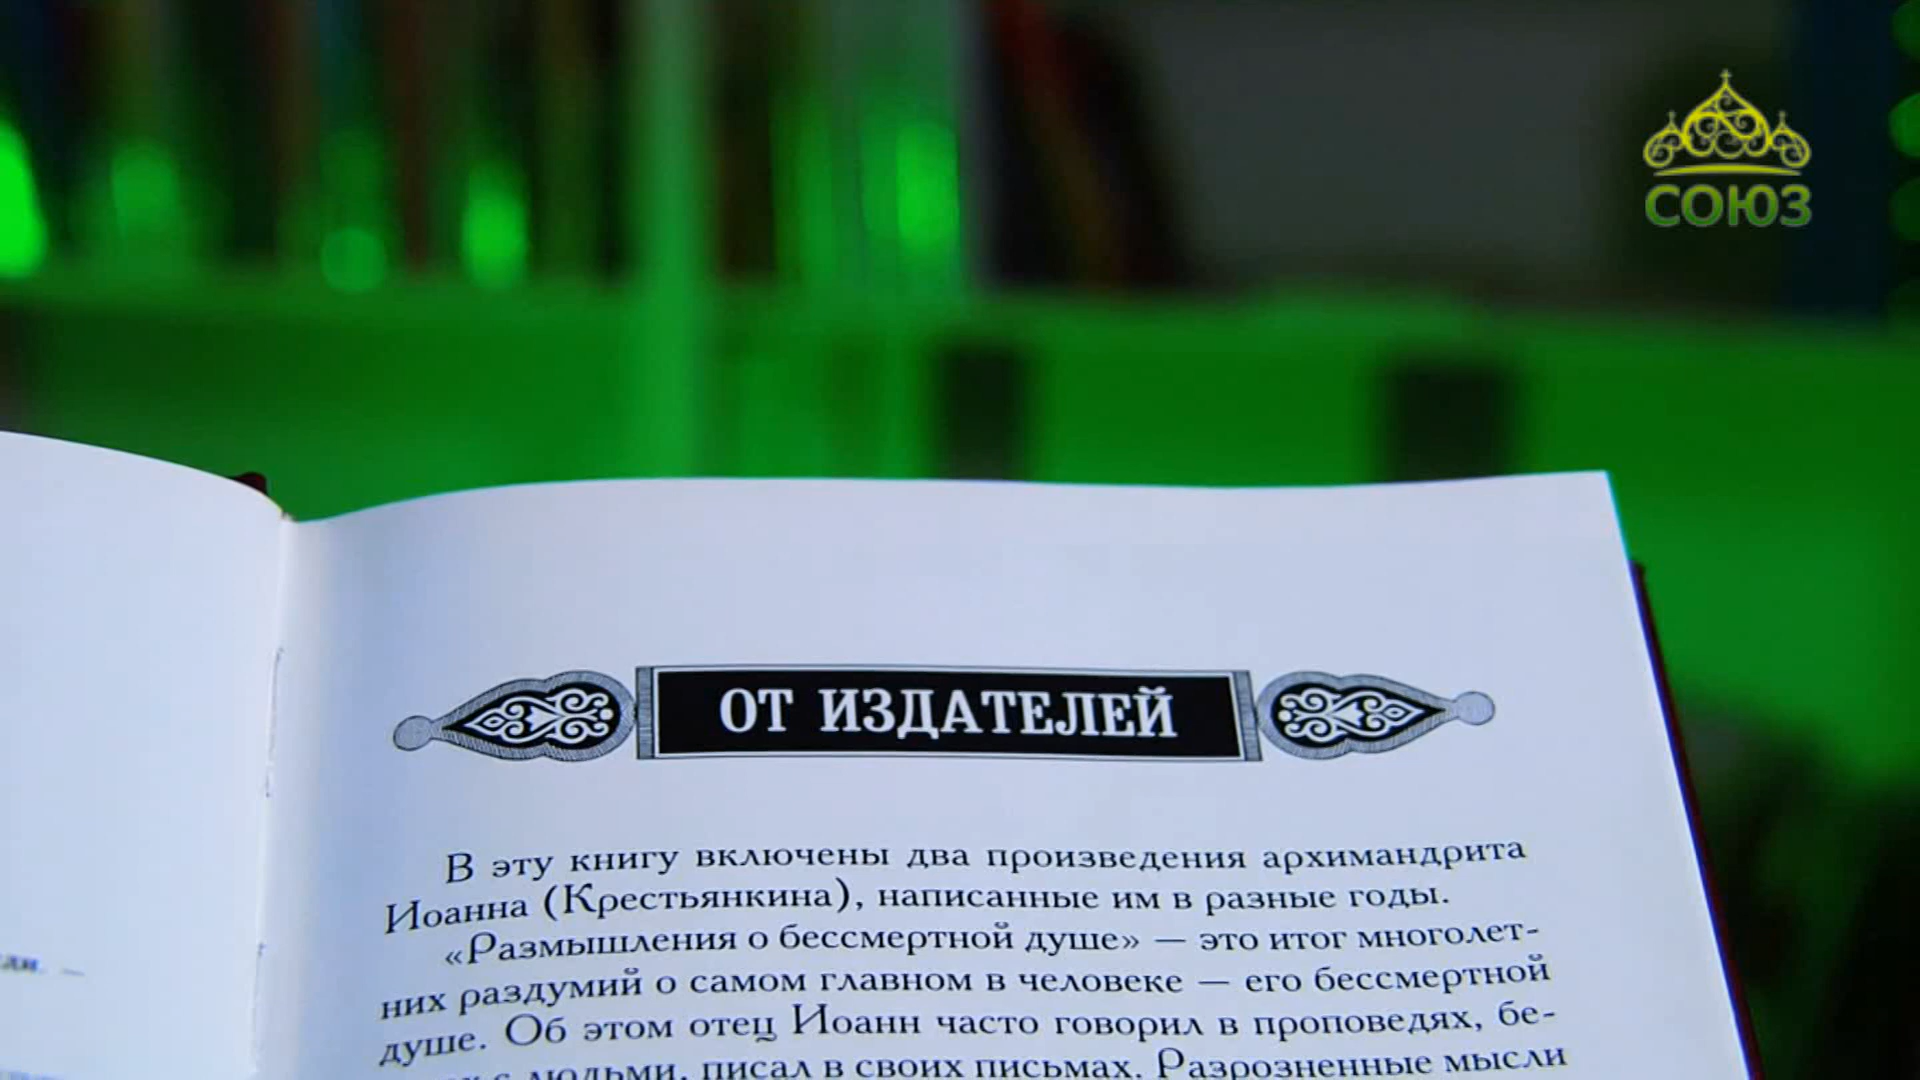 СОЮЗ
ОТ ИЗДАТЕЛЕЙ
В эту книгу включены два произведения архимандрита
Иоанна (Крестьянкина), написанные им в разные годы.
«Размышления о бессмертной душе» — это итог многолет-
них раздумий о самом главном в человеке — его бессмертной
душе. Об этом отец Иоанн часто говорил в проповедях, бе-
с людьми, писал в своих письмах. Разрозненные мысли